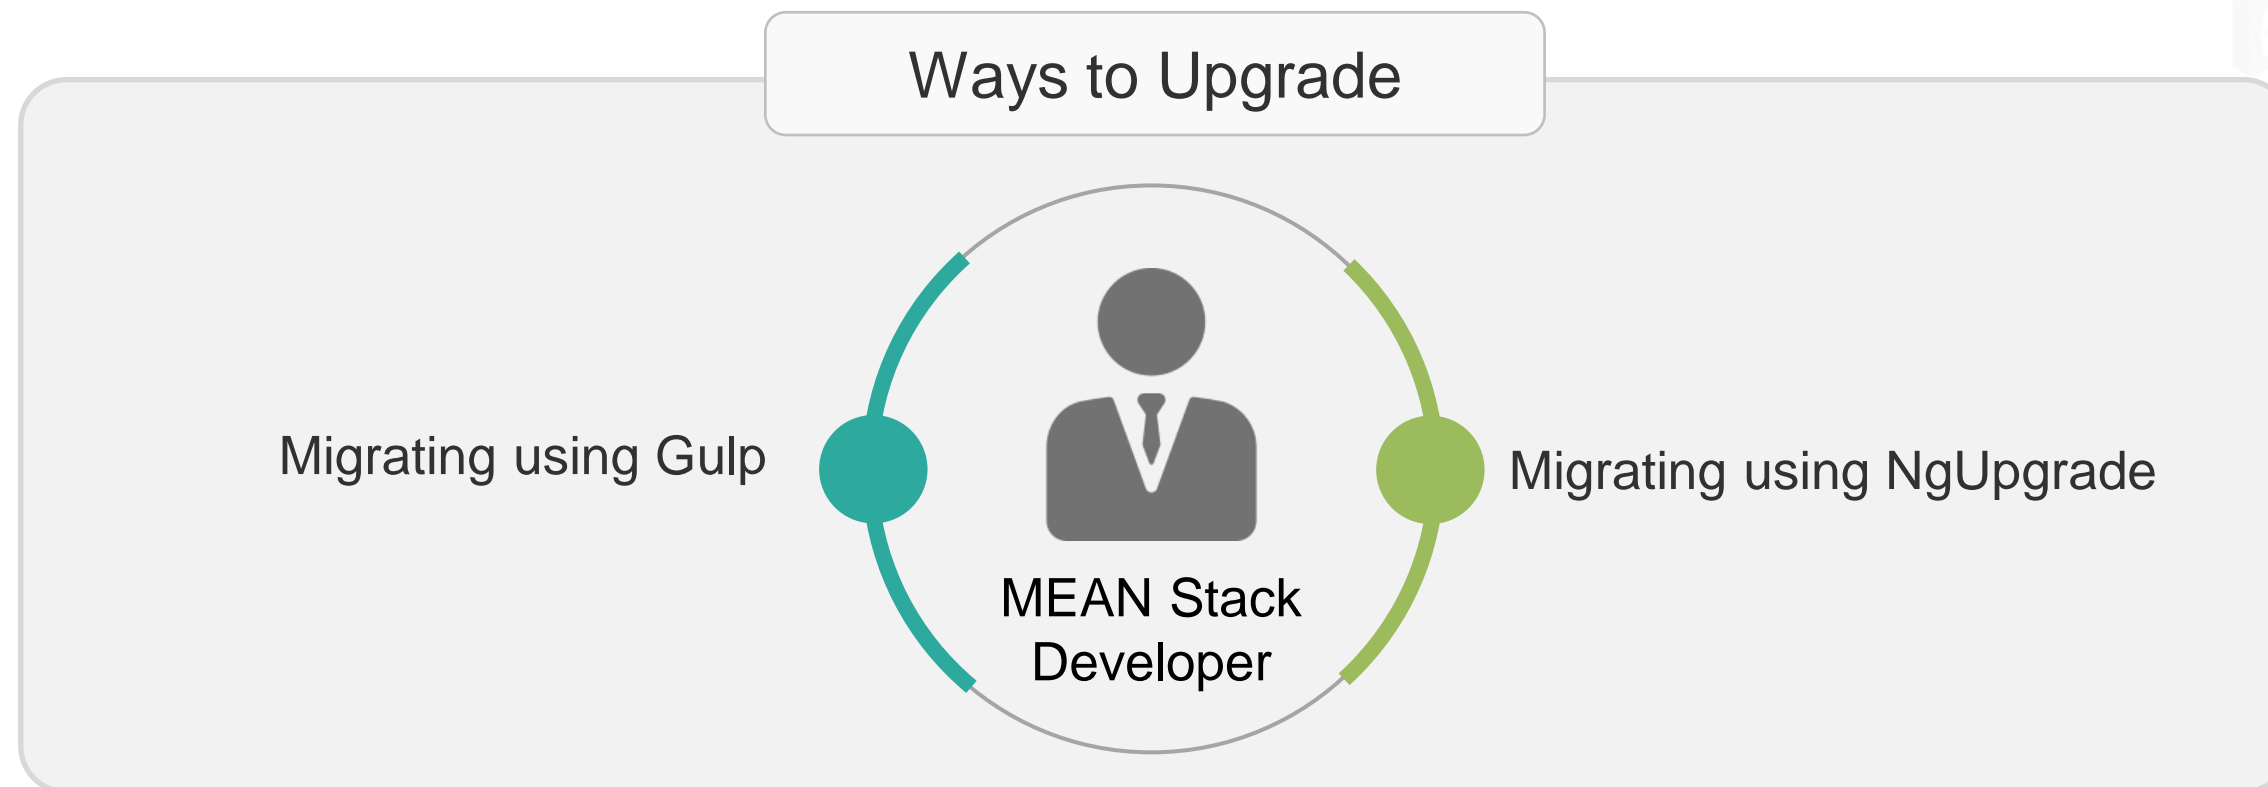 Ways to Upgrade
Migrating using Gulp
MEAN Stack
Developer
Migrating using NgUpgrade